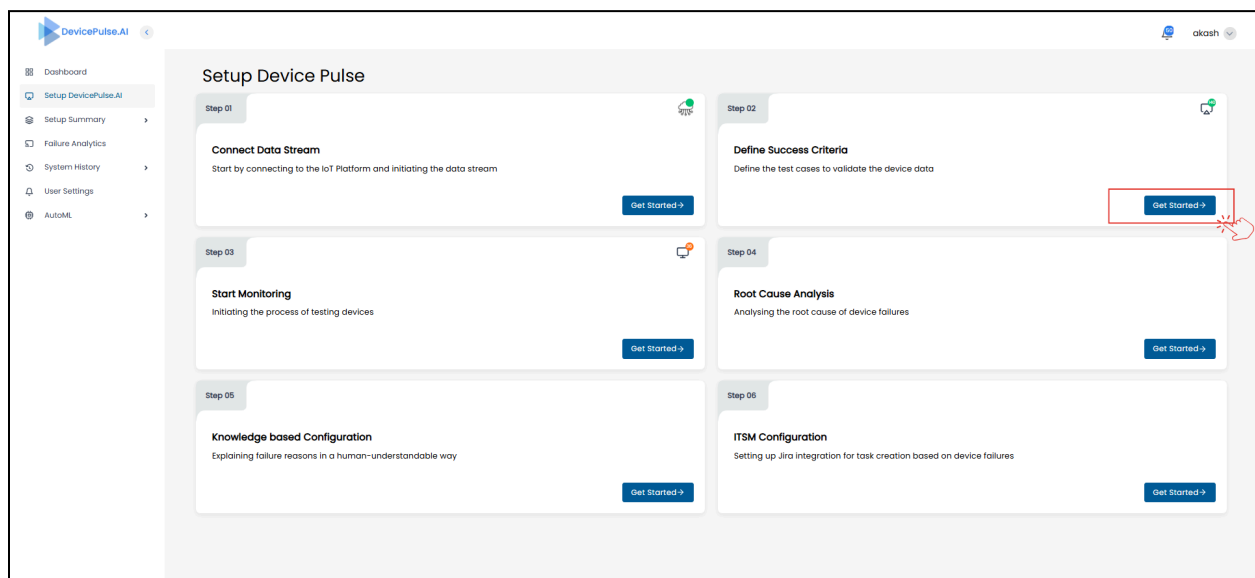 DevicePulse.AI
60
akash
Dashboard
Setup DevicePulse.AI
Setup Summary
Failure Analytics
System History
User Settings
AutoML
Setup Device Pulse
Step 01
Connect Data Stream
Start by connecting to the IoT Platform and initiating the data stream
Get Started
Step 02
Define Success Criteria
Define the test cases to validate the device data
Get Started
Step 03
Start Monitoring
Initiating the process of testing devices
Get Started
Step 04
Root Cause Analysis
Analysing the root cause of device failures
Get Started
Step 05
Knowledge based Configuration
Explaining failure reasons in a human-understandable way
Get Started
Step 06
ITSM Configuration
Setting up Jira integration for task creation based on device failures
Get Started